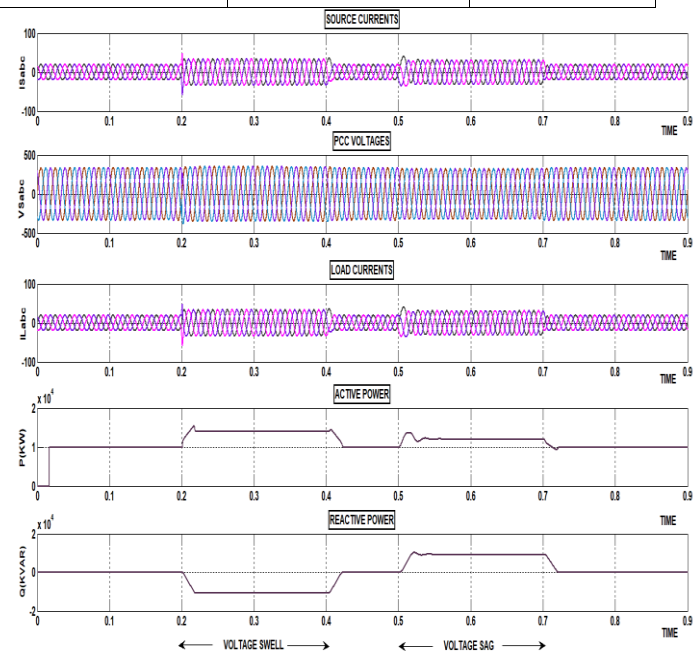 SOURCE CURRENTS
100
0
-100
ISabc
0 0.1 0.2 0.3 0.4 0.5 0.6 0.7 0.8 0.9
TIME
PCC VOLTAGES
500
0
-500
VSabc
0 0.1 0.2 0.3 0.4 0.5 0.6 0.7 0.8 0.9
TIME
LOAD CURRENTS
100
0
-100
ILabc
0 0.1 0.2 0.3 0.4 0.5 0.6 0.7 0.8 0.9
TIME
ACTIVE POWER
x 10^4
2
1
0
P(KW)
0 0.1 0.2 0.3 0.4 0.5 0.6 0.7 0.8 0.9
TIME
REACTIVE POWER
x 10^4
2
0
-2
Q(KVAR)
0 0.1 0.2 0.3 0.4 0.5 0.6 0.7 0.8 0.9
VOLTAGE SWELL VOLTAGE SAG
TIME